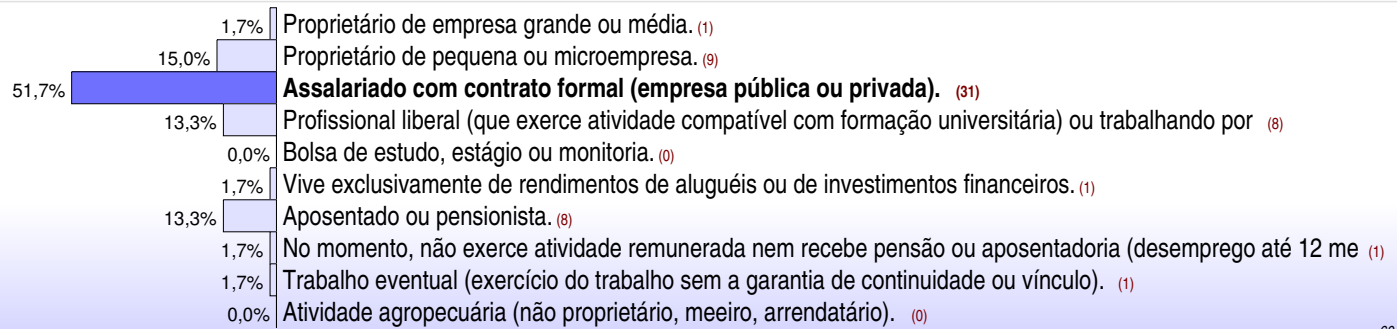 1,7% Proprietário de empresa grande ou média. (1)
15,0% Proprietário de pequena ou microempresa. (9)
51,7% Assalariado com contrato formal (empresa pública ou privada). (31)
13,3% Profissional liberal (que exerce atividade compatível com formação universitária) ou trabalhando por (8)
0,0% Bolsa de estudo, estágio ou monitoria. (0)
1,7% Vive exclusivamente de rendimentos de aluguéis ou de investimentos financeiros. (1)
13,3% Aposentado ou pensionista. (8)
1,7% No momento, não exerce atividade remunerada nem recebe pensão ou aposentadoria (desemprego até 12 me (1)
1,7% Trabalho eventual (exercício do trabalho sem a garantia de continuidade ou vínculo). (1)
0,0% Atividade agropecuária (não proprietário, meeiro, arrendatário). (0)